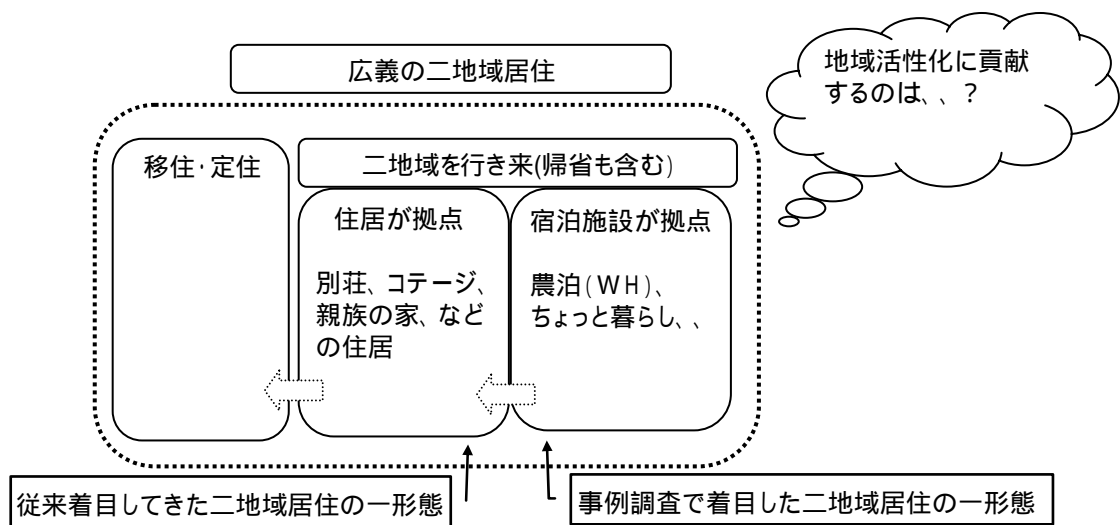 広義の二地域居住
地域活性化に貢献
するのは、、？
移住・定住
二地域を行き来(帰省も含む)
住居が拠点
別荘、コテージ、
親族の家、など
の住居
宿泊施設が拠点
農泊(ＷＨ)、
ちょっと暮らし、、
従来着目してきた二地域居住の一形態
事例調査で着目した二地域居住の一形態